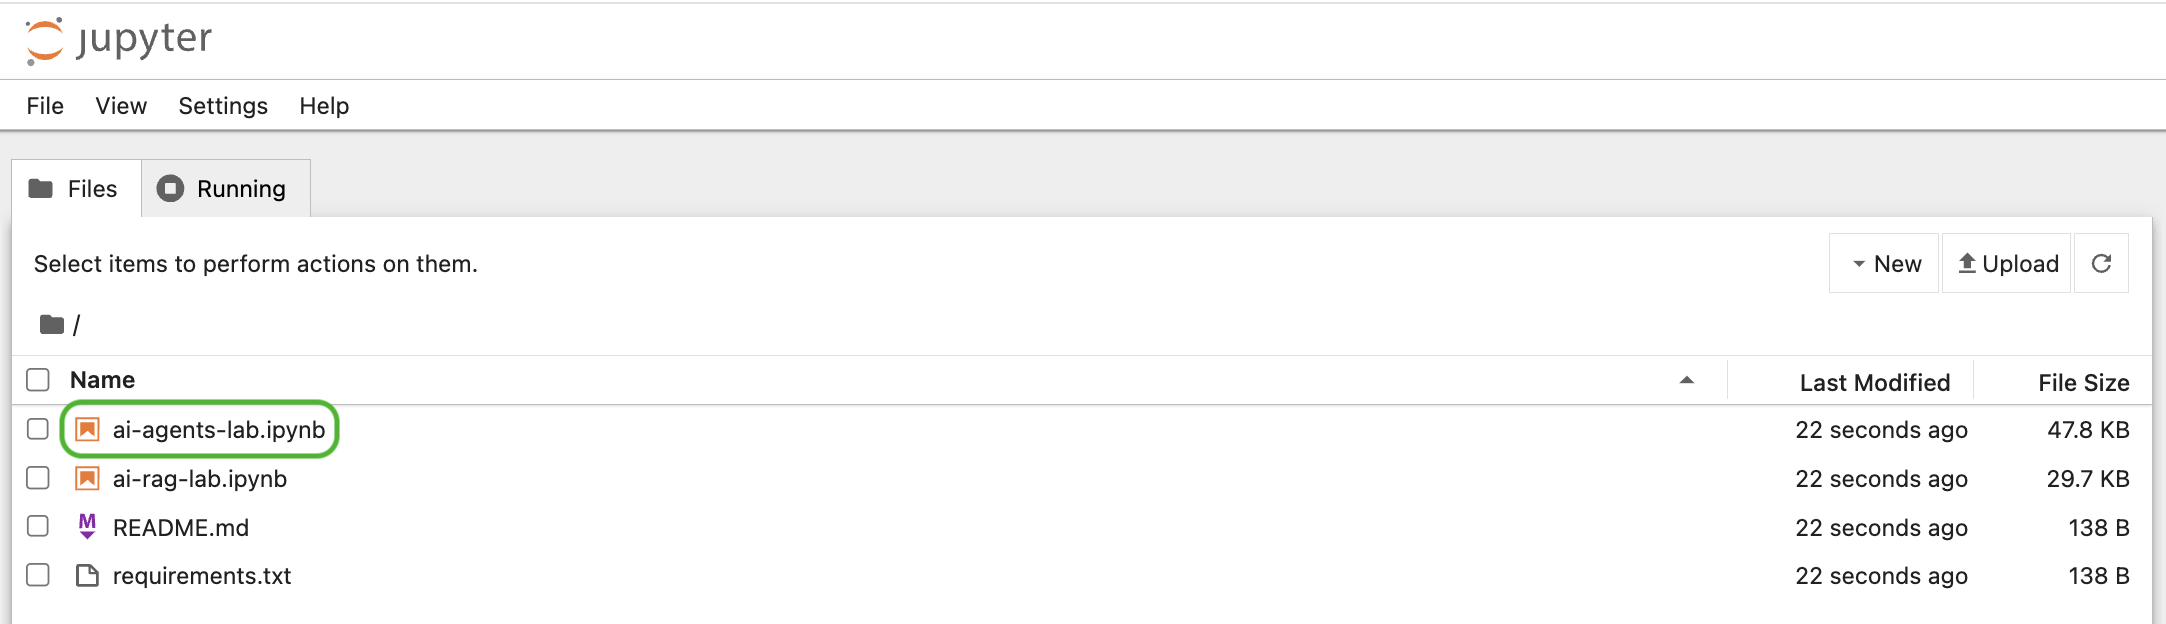 jupyter
File View Settings Help
Files Running
Select items to perform actions on them. New Upload
/
Name Last Modified File Size
ai-agents-lab.ipynb 22 seconds ago 47.8 KB
ai-rag-lab.ipynb 22 seconds ago 29.7 KB
M README.md 22 seconds ago 138 B
requirements.txt 22 seconds ago 138 B